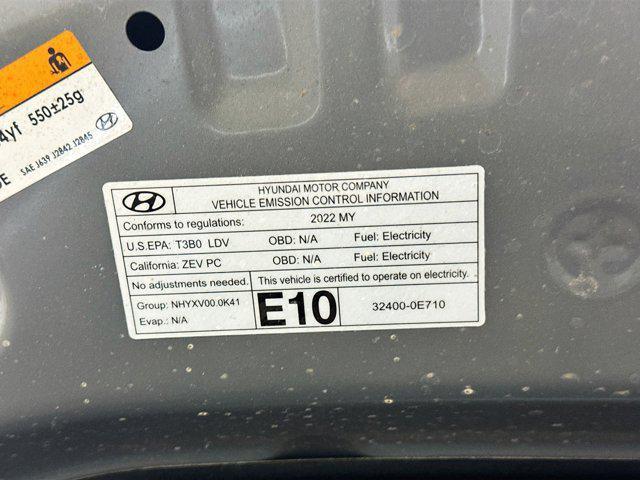 4yf 550±25g
SAE J639 J2842 J2845
HYUNDAI MOTOR COMPANY
VEHICLE EMISSION CONTROL INFORMATION
Conforms to regulations: 2022 MY
U.S.EPA: T3B0 LDV OBD: N/A Fuel: Electricity
California: ZEV PC OBD: N/A Fuel: Electricity
No adjustments needed. This vehicle is certified to operate on electricity.
Group: NHYXV00.0K41
Evap.: N/A
E10
32400-0E710